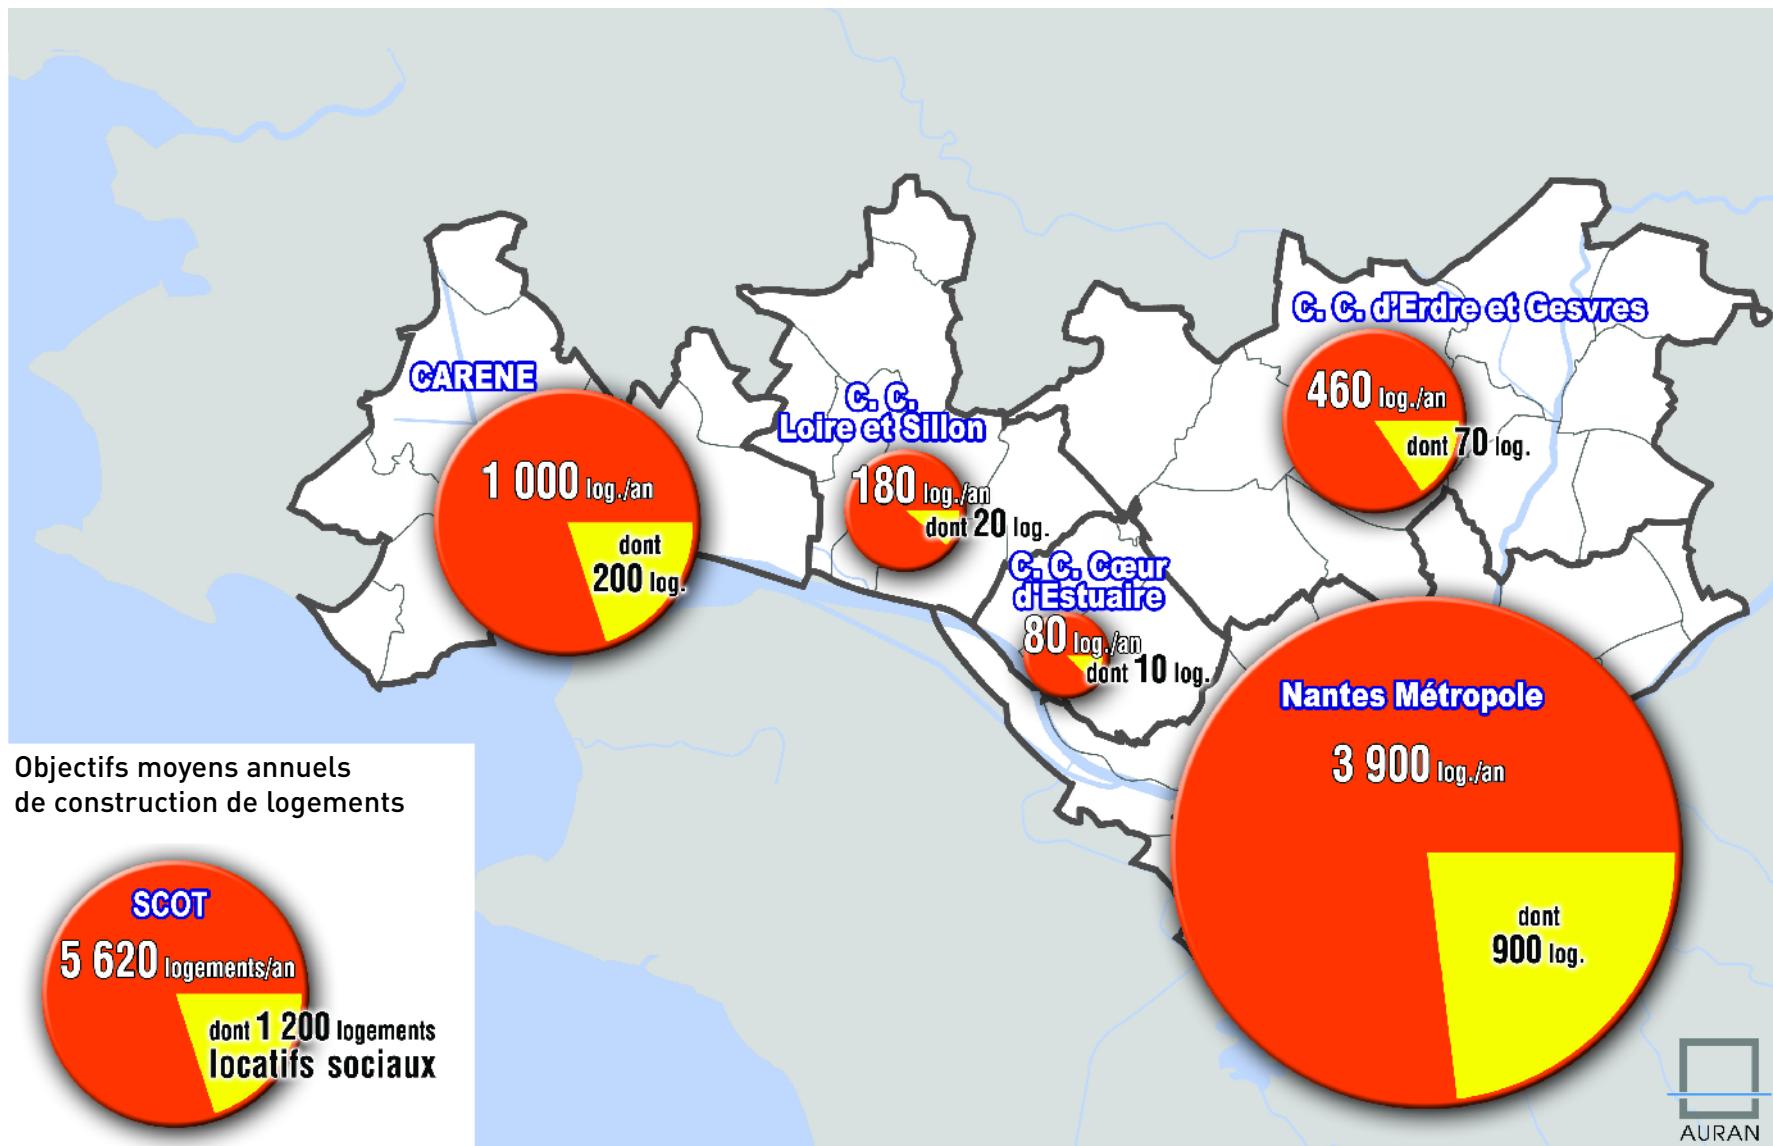 C. C. d'Erdre et Gesvres
460 log./an
dont 70 log.
CARENE
1 000 log./an
dont
200 log.
C. C.
Loire et Sillon
180 log./an
dont 20 log.
C. C. Cœur
d'Estuaire
80 log./an
dont 10 log.
Nantes Métropole
3 900 log./an
dont
900 log.
Objectifs moyens annuels
de construction de logements
SCOT
5 620 logements/an
dont 1 200 logements
locatifs sociaux
AURAN